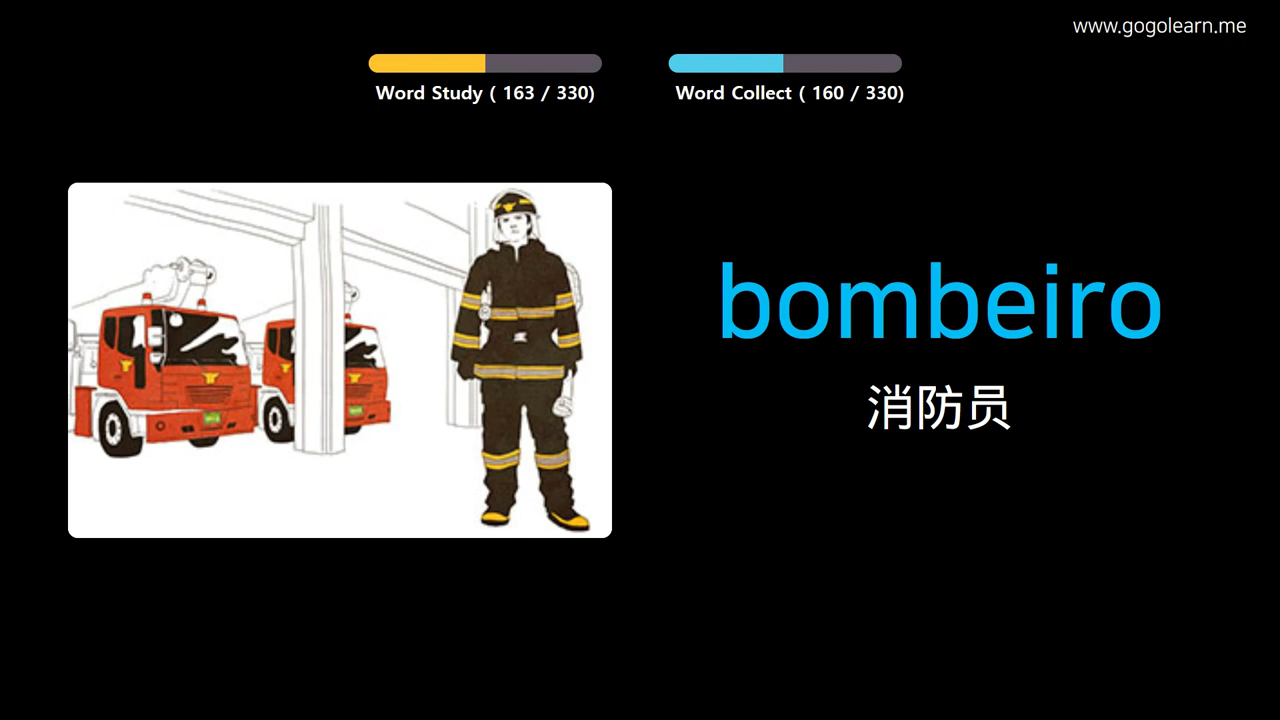 www.gogolearn.me
Word Study ( 163 / 330)
Word Collect ( 160 / 330)
bombeiro
消防员